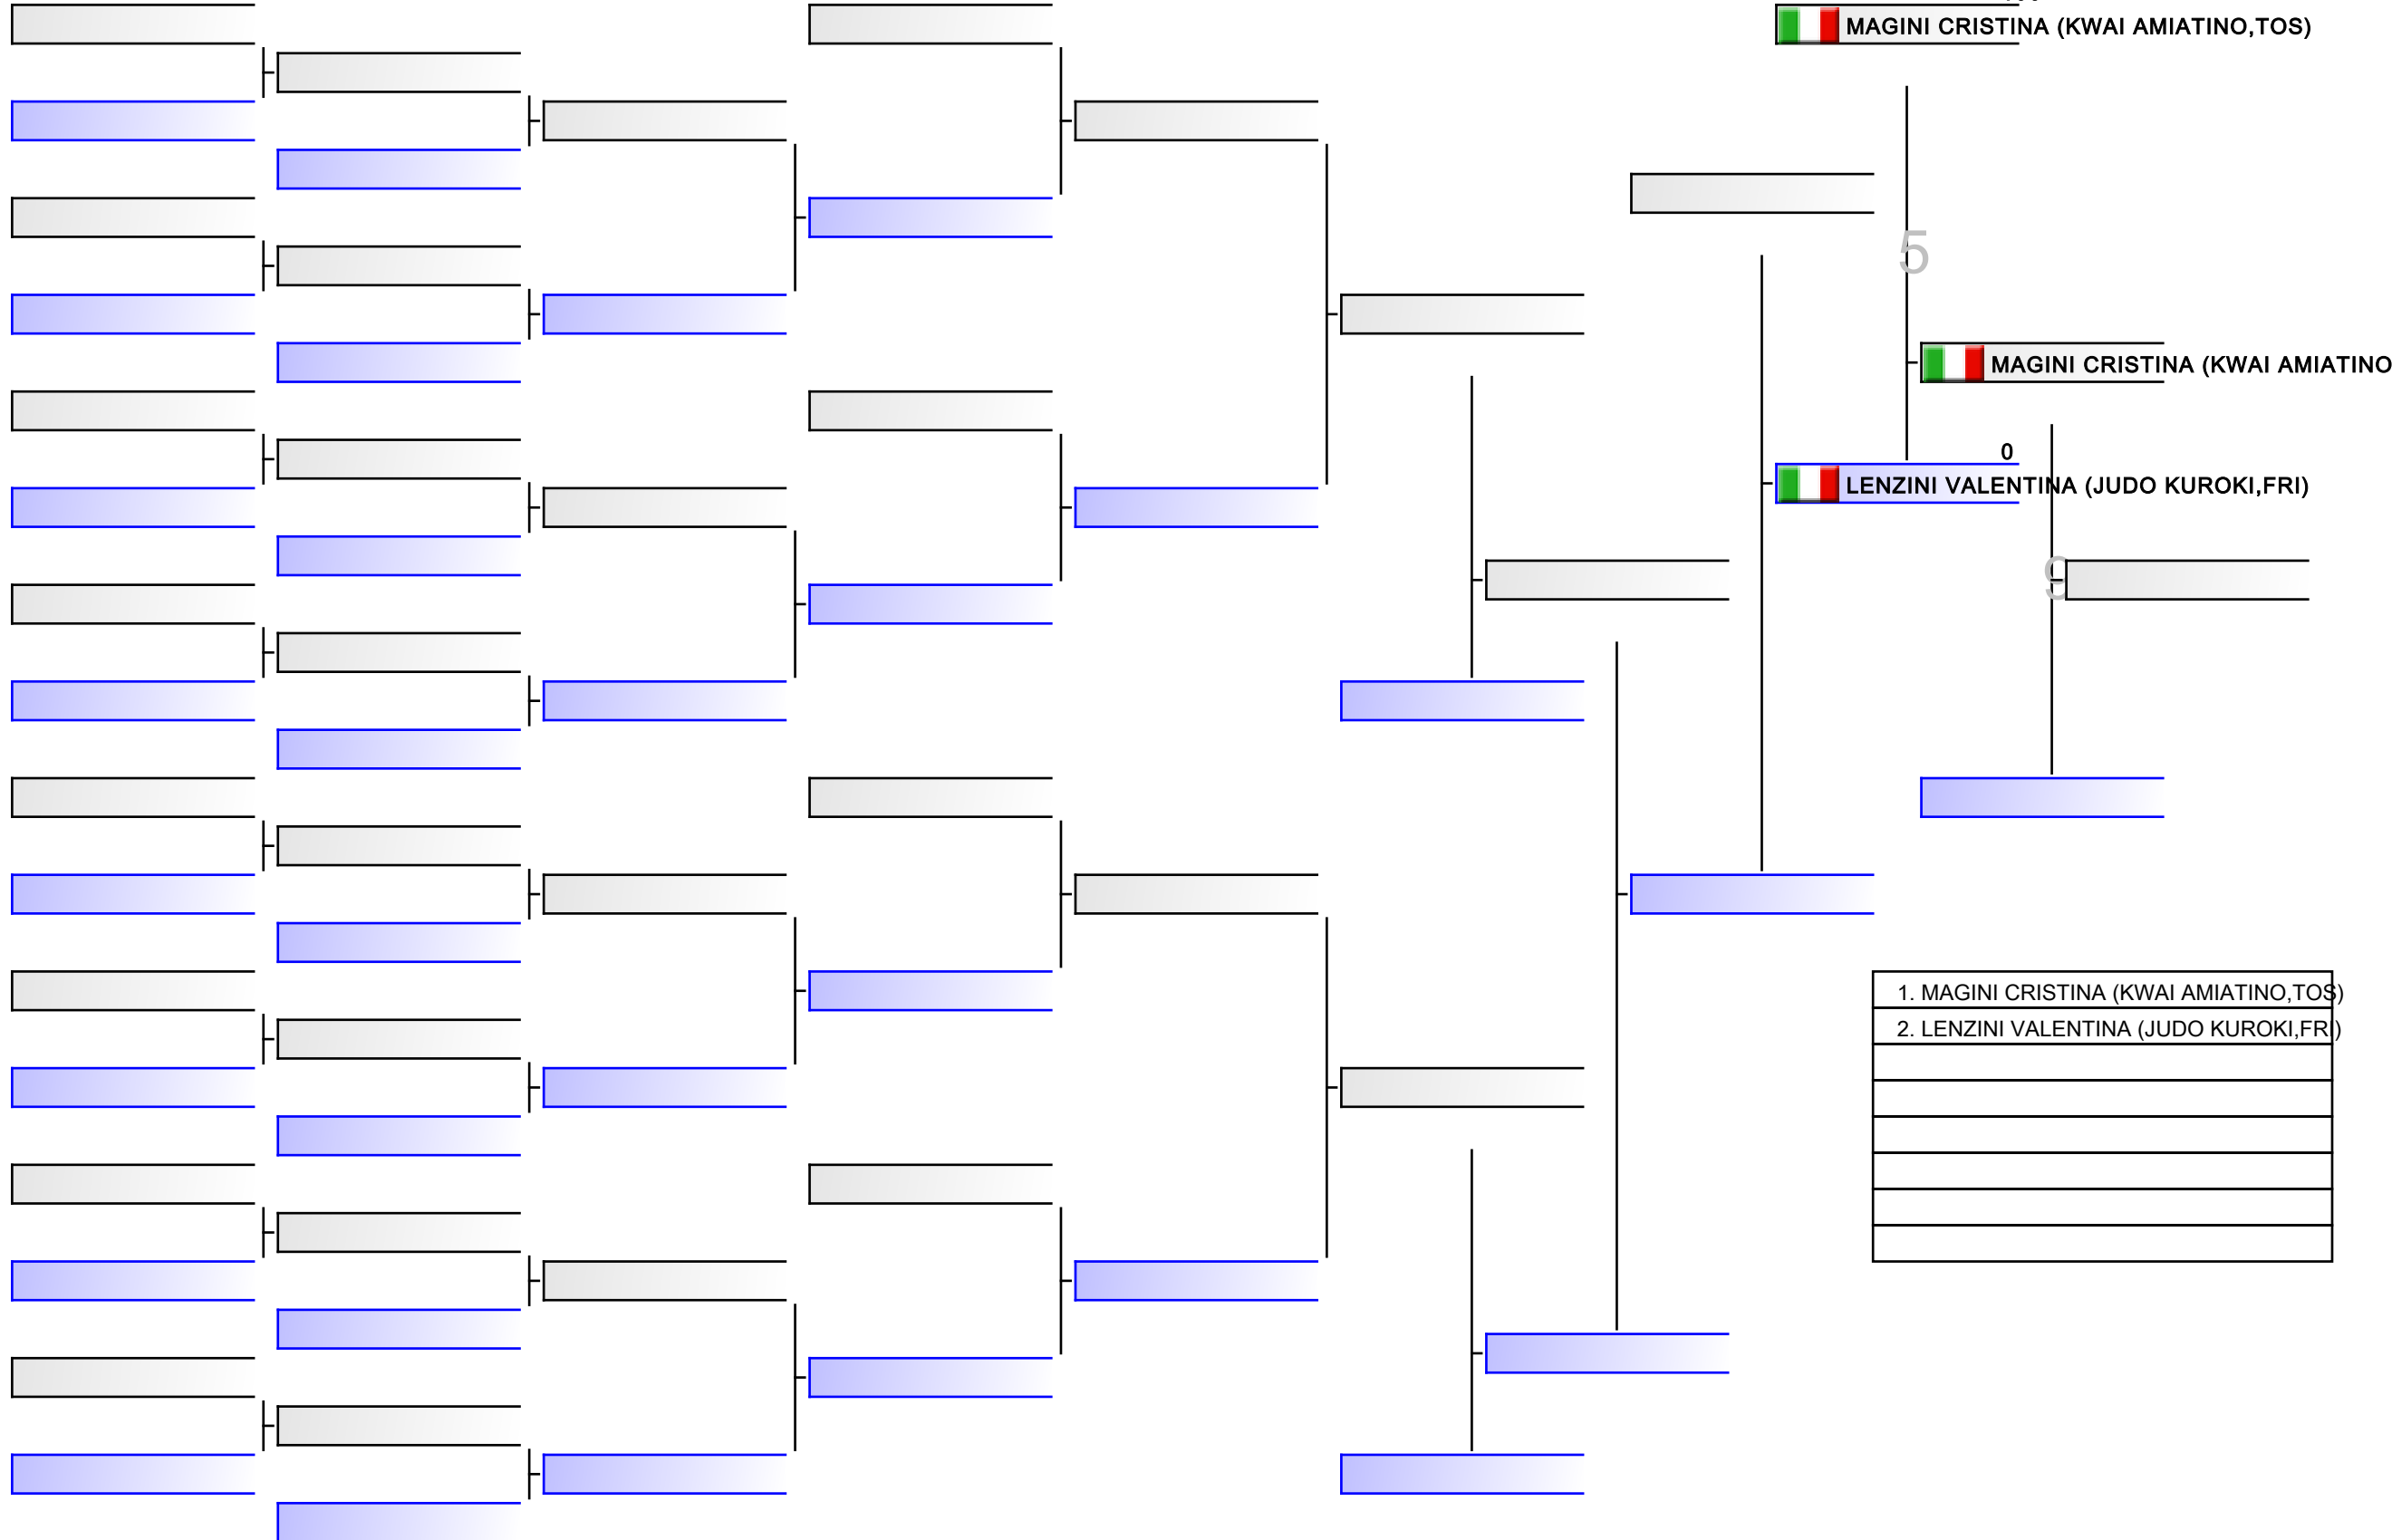 MAGINI CRISTINA (KWAI AMIATINO,TOS)
5
MAGINI CRISTINA (KWAI AMIATINO
0
LENZINI VALENTINA (JUDO KUROKI,FRI)
9
1. MAGINI CRISTINA (KWAI AMIATINO,TOS)
2. LENZINI VALENTINA (JUDO KUROKI,FRI)